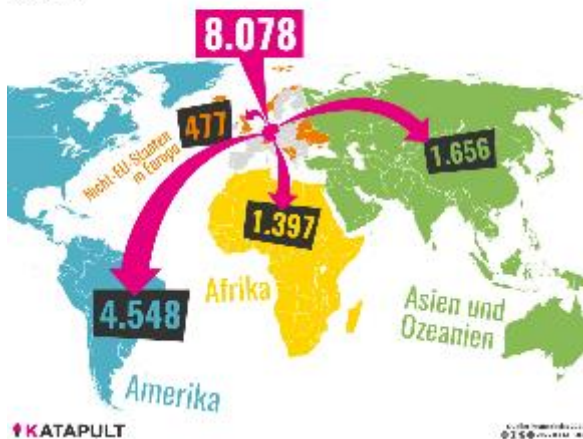 8.078
477
Nicht-EU-Staaten
in Europa
1.656
1.397
Afrika
4.548
Asien und
Ozeanien
Amerika
KATAPULT